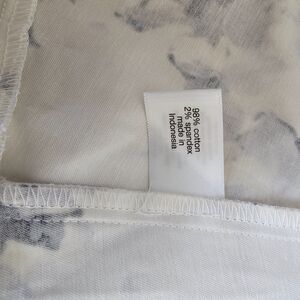 98% cotton
2% spandex
made in
Indonesia